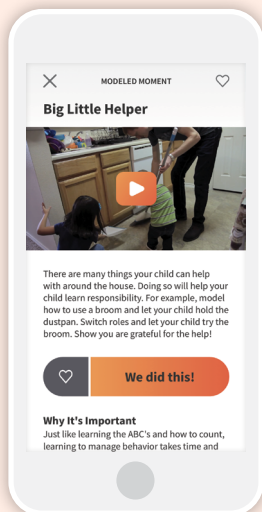 MODELED MOMENT
Big Little Helper
There are many things your child can help
with around the house. Doing so will help your
child learn responsibility. For example, model
how to use a broom and let your child hold the
dustpan. Switch roles and let your child try the
broom. Show you are grateful for the help!
We did this!
Why It's Important
Just like learning the ABC's and how to count,
learning to manage behavior takes time and